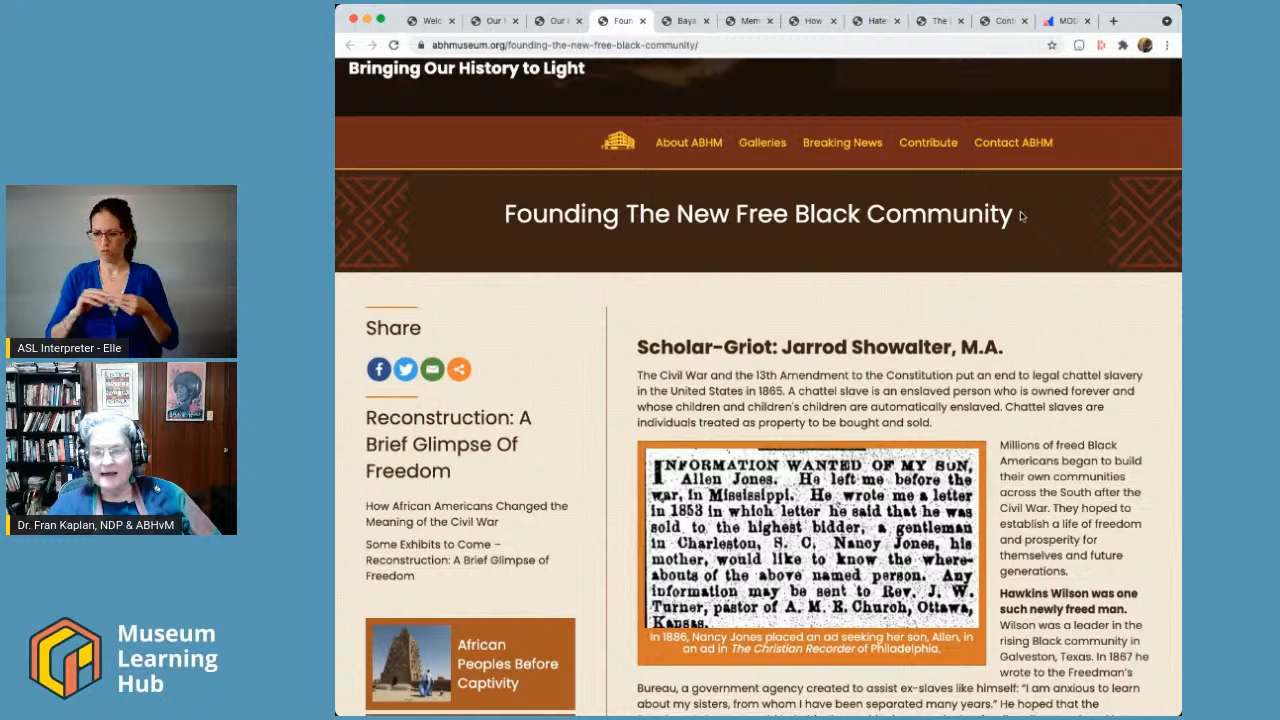 Welc
Our
Our
Foun
Baya
Mem
How
Hate
The
Cont
MOD
abhmuseum.org/founding-the-new-free-black-community/
Bringing Our History to Light
About ABHM Galleries Breaking News Contribute Contact ABHM
Founding The New Free Black Community
Share
Reconstruction: A
Brief Glimpse Of
Freedom
How African Americans Changed the
Meaning of the Civil War
Some Exhibits to Come –
Reconstruction: A Brief Glimpse of
Freedom
African
Peoples Before
Captivity
Scholar-Griot: Jarrod Showalter, M.A.
The Civil War and the 13th Amendment to the Constitution put an end to legal chattel slavery
in the United States in 1865. A chattel slave is an enslaved person who is owned forever and
whose children and children's children are automatically enslaved. Chattel slaves are
individuals treated as property to be bought and sold.
INFORMATION WANTED OF MY SON,
Allen Jones. He left me before the
war, in Mississippi. He wrote me a letter
in 1853 in which letter he said that he was
sold to the highest bidder, a gentleman
in Charleston, S. C. Nancy Jones, his
mother, would like to know the where-
abouts of the above named person. Any
information may be sent to Rev. J. W.
Turner, pastor of A. M. E. Church, Ottawa,
Kansas.
In 1886, Nancy Jones placed an ad seeking her son, Allen, in
an ad in The Christian Recorder of Philadelphia.
Millions of freed Black
Americans began to build
their own communities
across the South after the
Civil War. They hoped to
establish a life of freedom
and prosperity for
themselves and future
generations.
Hawkins Wilson was one
such newly freed man.
Wilson was a leader in the
rising Black community in
Galveston, Texas. In 1867 he
wrote to the Freedman's
Bureau, a government agency created to assist ex-slaves like himself: "I am anxious to learn
about my sisters, from whom I have been separated many years." He hoped that the
ASL Interpreter - Elle
Dr. Fran Kaplan, NDP & ABHvM
Museum
Learning
Hub